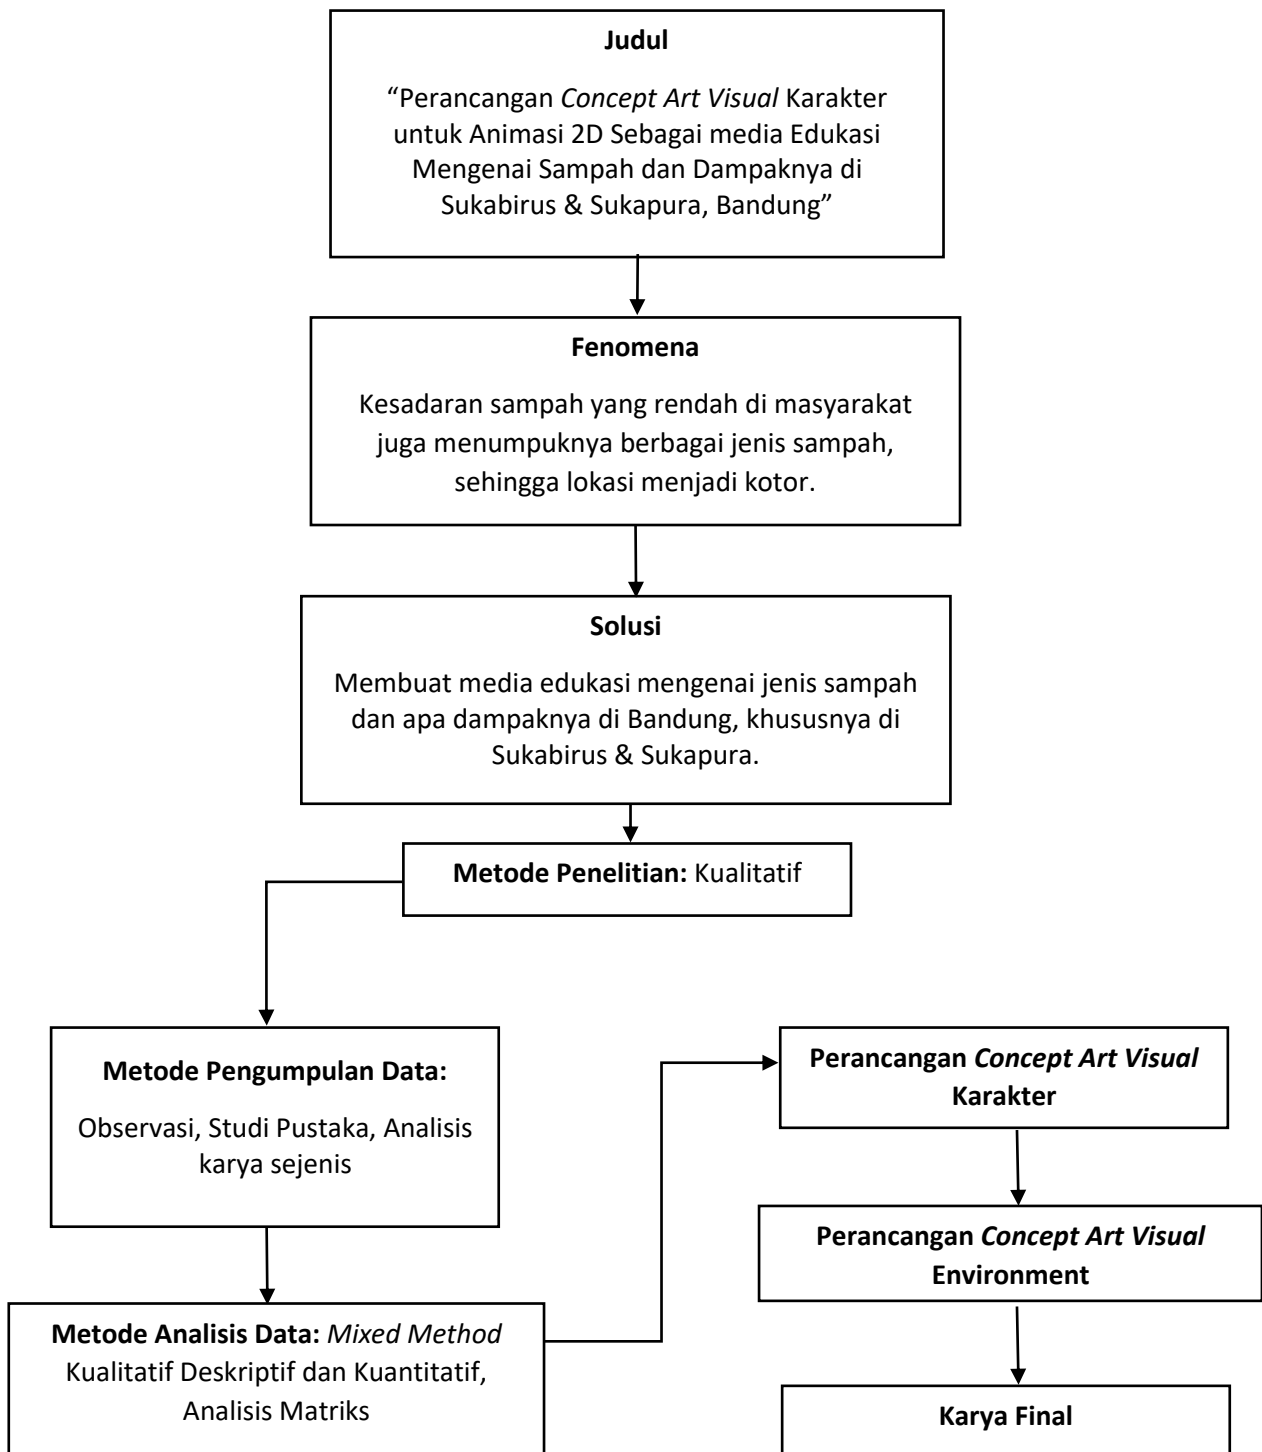 Judul
“Perancangan Concept Art Visual Karakter
untuk Animasi 2D Sebagai media Edukasi
Mengenai Sampah dan Dampaknya di
Sukabirus & Sukapura, Bandung”
Fenomena
Kesadaran sampah yang rendah di masyarakat
juga menumpuknya berbagai jenis sampah,
sehingga lokasi menjadi kotor.
Solusi
Membuat media edukasi mengenai jenis sampah
dan apa dampaknya di Bandung, khususnya di
Sukabirus & Sukapura.
Metode Penelitian: Kualitatif
Metode Pengumpulan Data:
Observasi, Studi Pustaka, Analisis
karya sejenis
Metode Analisis Data: Mixed Method
Kualitatif Deskriptif dan Kuantitatif,
Analisis Matriks
Perancangan Concept Art Visual
Karakter
Perancangan Concept Art Visual
Environment
Karya Final